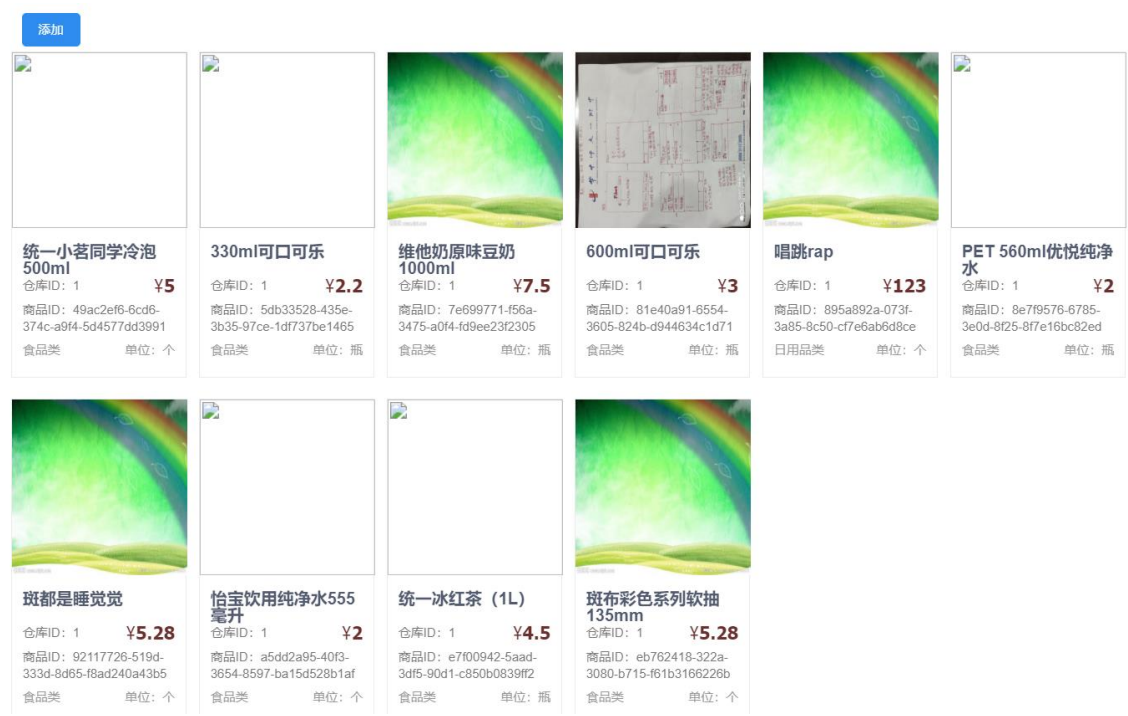 添加
统一小茗同学冷泡
500ml
仓库ID：1
¥5
商品ID：49ac2ef6-6cd6-
374c-a9f4-5d4577dd3991
食品类
单位：个
330ml可口可乐
仓库ID：1
¥2.2
商品ID：5db33528-435e-
3b35-97ce-1df737be1465
食品类
单位：瓶
维他奶原味豆奶
1000ml
仓库ID：1
¥7.5
商品ID：7e699771-f56a-
3475-a0f4-fd9ee23f2305
食品类
单位：瓶
600ml可口可乐
仓库ID：1
¥3
商品ID：81e40a91-6554-
3605-824b-d944634c1d71
食品类
单位：瓶
唱跳rap
仓库ID：1
¥123
商品ID：895a892a-073f-
3a85-8c50-cf7e6ab6d8ce
日用品类
单位：个
PET 560ml优悦纯净
水
仓库ID：1
¥2
商品ID：8e7f9576-6785-
3e0d-8f25-8f7e16bc82ed
食品类
单位：瓶
斑都是睡觉觉
仓库ID：1
¥5.28
商品ID：92117726-519d-
333d-8d65-f8ad240a43b5
食品类
单位：个
怡宝饮用纯净水555
毫升
仓库ID：1
¥2
商品ID：a5dd2a95-40f3-
3654-8597-ba15d528b1af
食品类
单位：个
统一冰红茶（1L）
仓库ID：1
¥4.5
商品ID：e7f00942-5aad-
3df5-90d1-c850b0839ff2
食品类
单位：瓶
斑布彩色系列软抽
135mm
仓库ID：1
¥5.28
商品ID：eb762418-322a-
3080-b715-f61b3166226b
食品类
单位：个